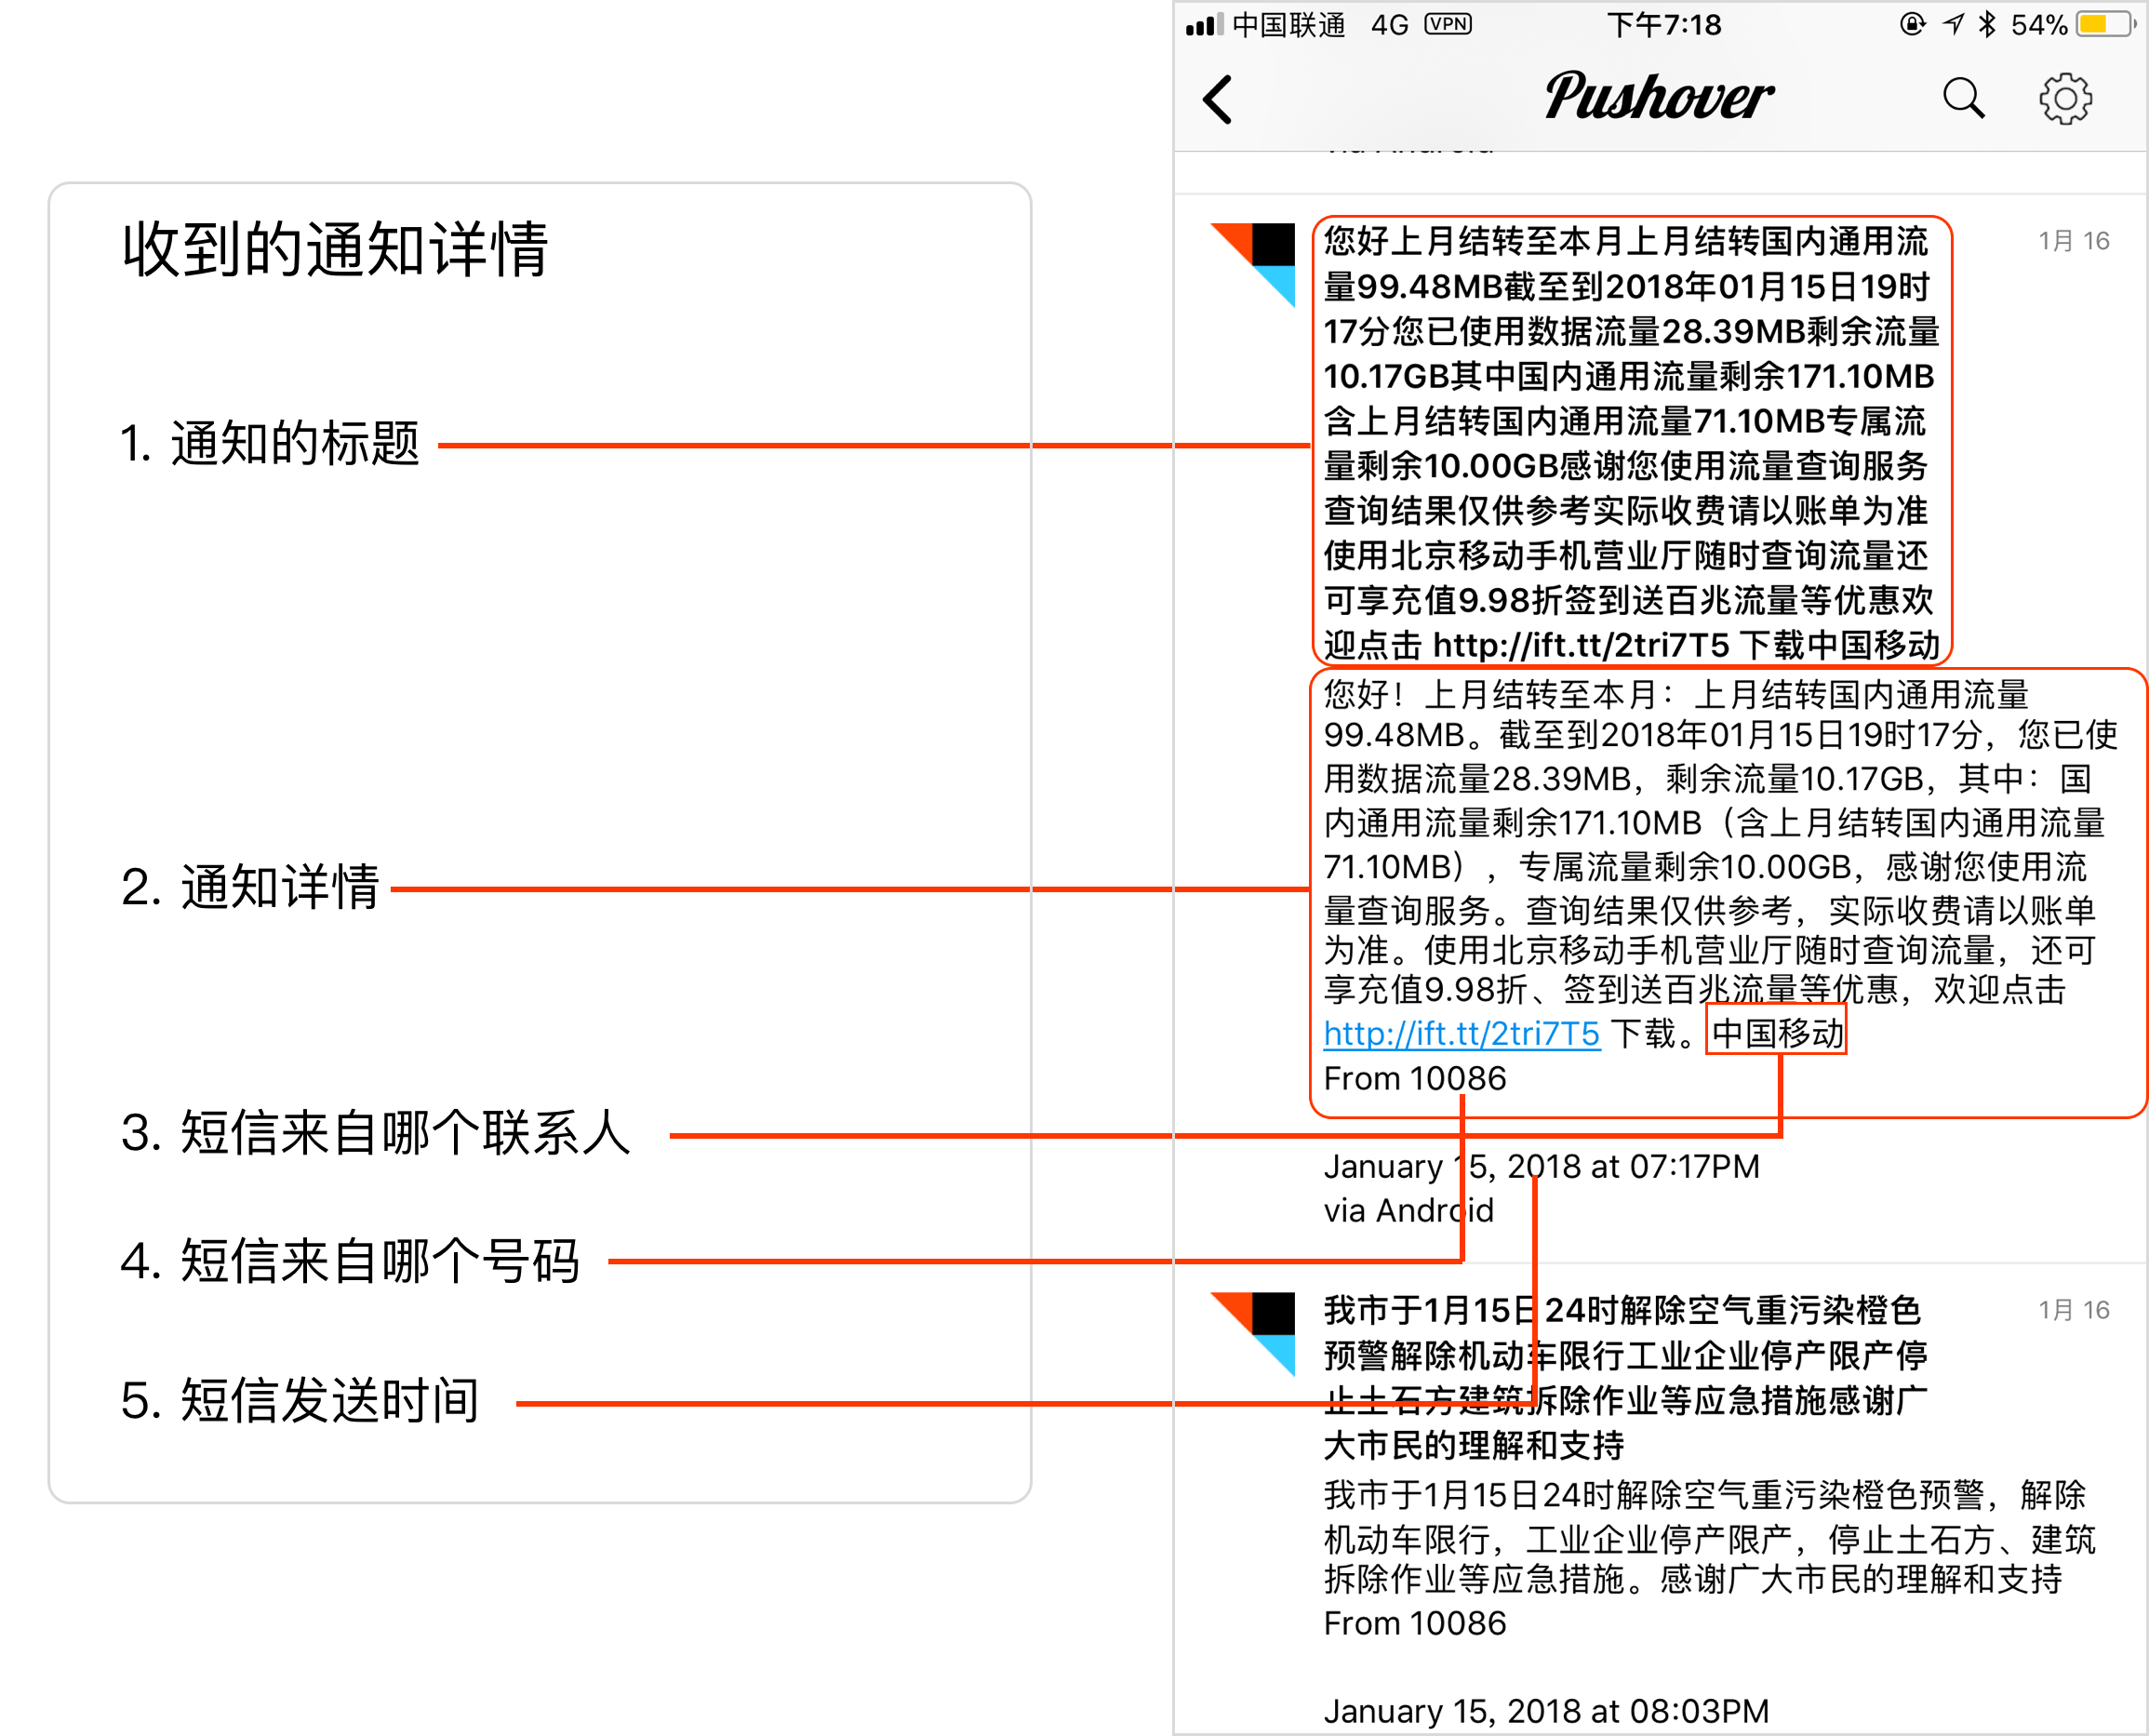 中国联通 4G VPN 下午7:18 54%
Pushover
via Android
收到的通知详情
1. 通知的标题
2. 通知详情
3. 短信来自哪个联系人
4. 短信来自哪个号码
5. 短信发送时间
您好上月结转至本月上月结转国内通用流
1月 16
量99.48MB截至到2018年01月15日19时
17分您已使用数据流量28.39MB剩余流量
10.17GB其中国内通用流量剩余171.10MB
含上月结转国内通用流量71.10MB专属流
量剩余10.00GB感谢您使用流量查询服务
查询结果仅供参考实际收费请以账单为准
使用北京移动手机营业厅随时查询流量还
可享充值9.98折签到送百兆流量等优惠欢
迎点击 http://ift.tt/2tri7T5 下载中国移动
您好！上月结转至本月：上月结转国内通用流量
99.48MB。截至到2018年01月15日19时17分，您已使
用数据流量28.39MB，剩余流量10.17GB，其中：国
内通用流量剩余171.10MB（含上月结转国内通用流量
71.10MB），专属流量剩余10.00GB，感谢您使用流
量查询服务。查询结果仅供参考，实际收费请以账单
为准。使用北京移动手机营业厅随时查询流量，还可
享充值9.98折、签到送百兆流量等优惠，欢迎点击
http://ift.tt/2tri7T5 下载。中国移动
From 10086
January 15, 2018 at 07:17PM
via Android
我市于1月15日24时解除空气重污染橙色
1月 16
预警解除机动车限行工业企业停产限产停
止土石方建筑拆除作业等应急措施感谢广
大市民的理解和支持
我市于1月15日24时解除空气重污染橙色预警，解除
机动车限行，工业企业停产限产，停止土石方、建筑
拆除作业等应急措施。感谢广大市民的理解和支持
From 10086
January 15, 2018 at 08:03PM